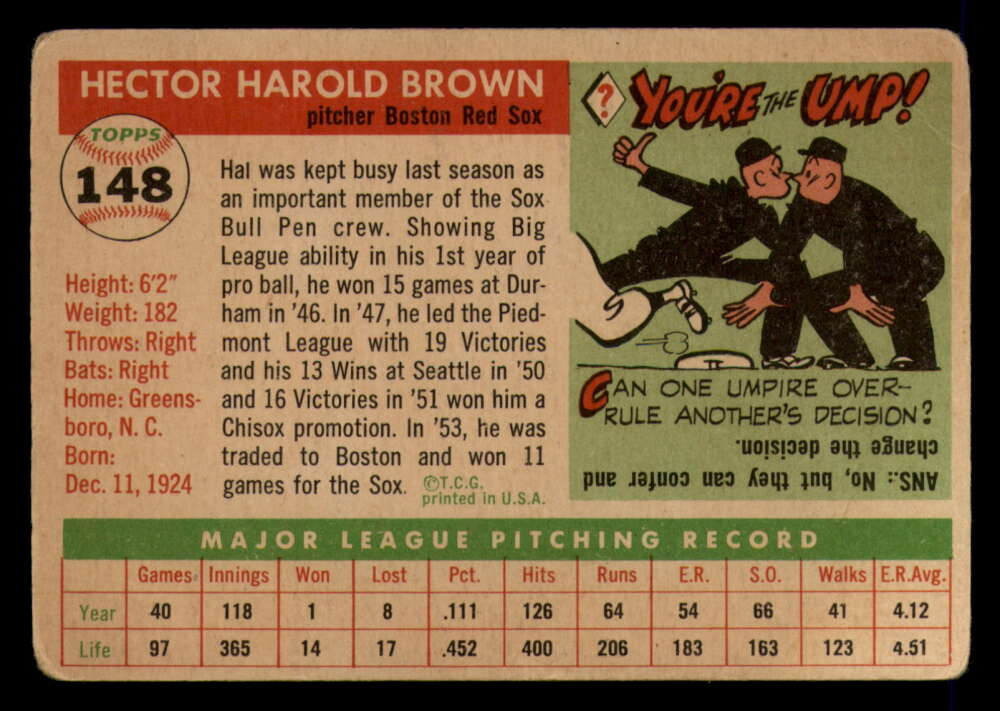 HECTOR HAROLD BROWN
pitcher Boston Red Sox
TOPPS
148
Height: 6'2"
Weight: 182
Throws: Right
Bats: Right
Home: Greens-
boro, N. C.
Born:
Dec. 11, 1924
Hal was kept busy last season as
an important member of the Sox
Bull Pen crew. Showing Big
League ability in his 1st year of
pro ball, he won 15 games at Dur-
ham in '46. In '47, he led the Pied-
mont League with 19 Victories
and his 13 Wins at Seattle in '50
and 16 Victories in '51 won him a
Chisox promotion. In '53, he was
traded to Boston and won 11
games for the Sox.
©T.C.G.
printed in U.S.A.
?
YOU'RE THE UMP!
CAN ONE UMPIRE OVER-
RULE ANOTHER'S DECISION?
ANS.: No, but they can confer and
change the decision.
MAJOR LEAGUE PITCHING RECORD
Games Innings Won Lost Pct. Hits Runs E.R. S.O. Walks E.R.Avg.
Year 40 118 1 8 .111 126 64 54 66 41 4.12
Life 97 365 14 17 .452 400 206 183 163 123 4.51